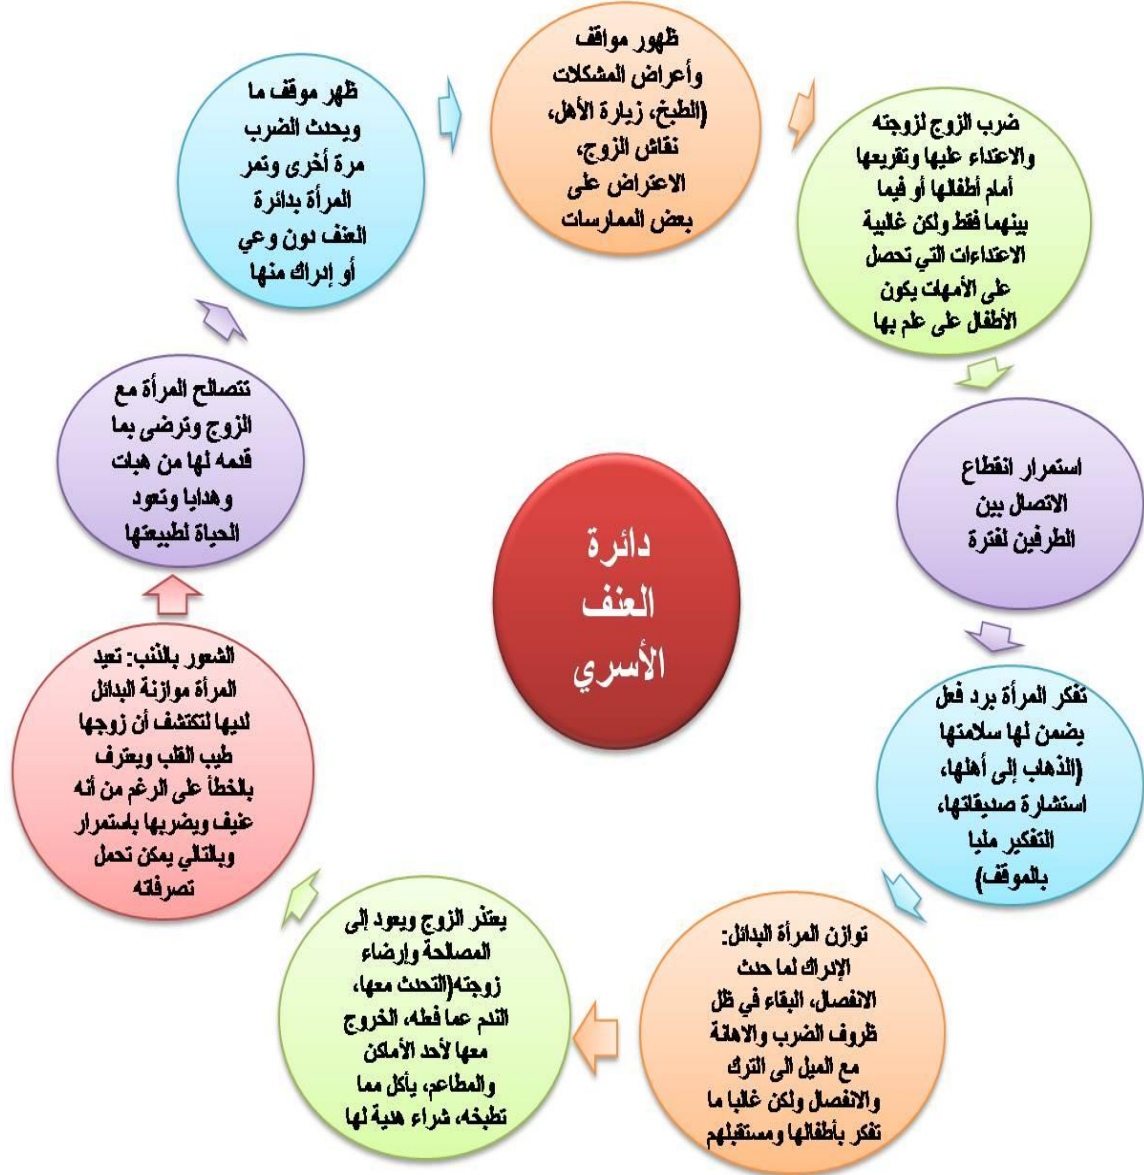 ظهور مواقف
وأعراض المشكلات
(الطبخ، زيارة الأهل،
نقاش الزوج،
الاعتراض على
بعض الممارسات
ضرب الزوج لزوجته
والاعتداء عليها وتقريعها
أمام أطفالها أو فيما
بينهما فقط ولكن غالبية
الاعتداءات التي تحصل
على الأمهات يكون
الأطفال على علم بها
استمرار انقطاع
الاتصال بين
الطرفين لفترة
تفكر المرأة برد فعل
يضمن لها سلامتها
(الذهاب إلى أهلها،
استشارة صديقاتها،
التفكير مليا
بالموقف)
توازن المرأة البدائل:
الإدراك لما حدث
الانفصال، البقاء في ظل
ظروف الضرب والاهانة
مع الميل الى الترك
والانفصال ولكن غالبا ما
تفكر بأطفالها ومستقبلهم
يعتذر الزوج ويعود إلى
المصالحة وإرضاء
زوجته(التحدث معها،
الندم عما فعله، الخروج
معها لأحد الأماكن
والمطاعم، يأكل مما
تطبخه، شراء هدية لها
الشعور بالذنب: تعيد
المرأة موازنة البدائل
لديها لتكتشف أن زوجها
طيب القلب ويعترف
بالخطأ على الرغم من أنه
عنيف ويضربها باستمرار
وبالتالي يمكن تحمل
تصرفاته
تتصالح المرأة مع
الزوج وترضى بما
قدمه لها من هبات
وهدايا وتعود
الحياة لطبيعتها
ظهر موقف ما
ويحدث الضرب
مرة أخرى وتمر
المرأة بدائرة
العنف دون وعي
أو إدراك منها
دائرة
العنف
الأسري